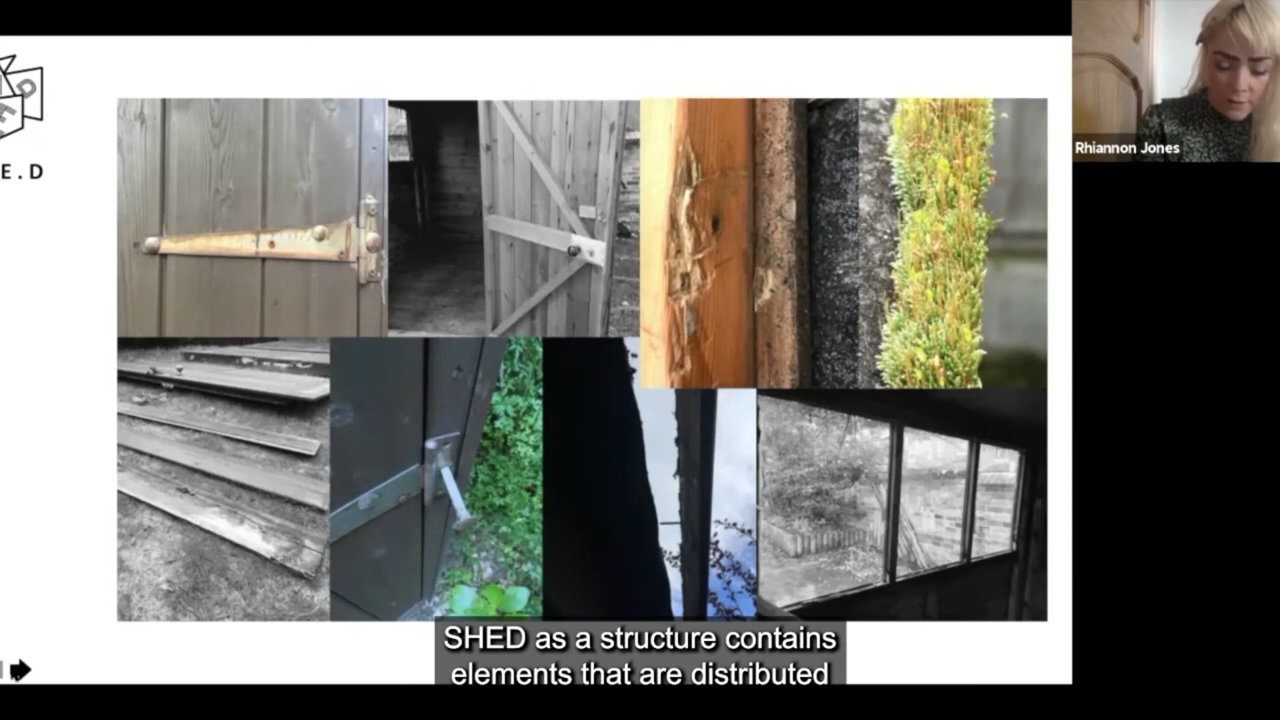 E.D
Rhiannon Jones
SHED as a structure contains
elements that are distributed